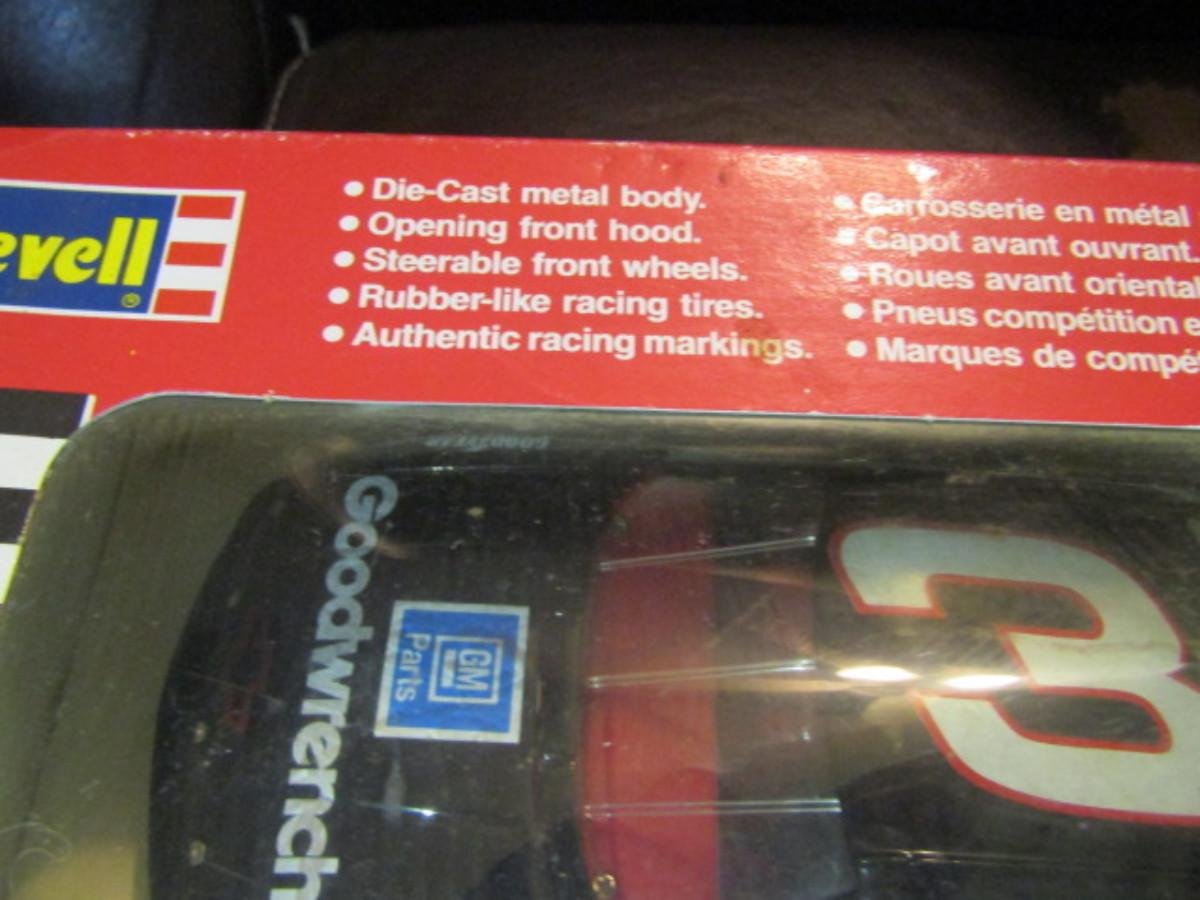 evell
®
• Die-Cast metal body.
• Opening front hood.
• Steerable front wheels.
• Rubber-like racing tires.
• Authentic racing markings.
• Carrosserie en métal
• Capot avant ouvrant.
• Roues avant oriental
• Pneus compétition e
• Marques de compé
Goodwrench
GM
Parts
3